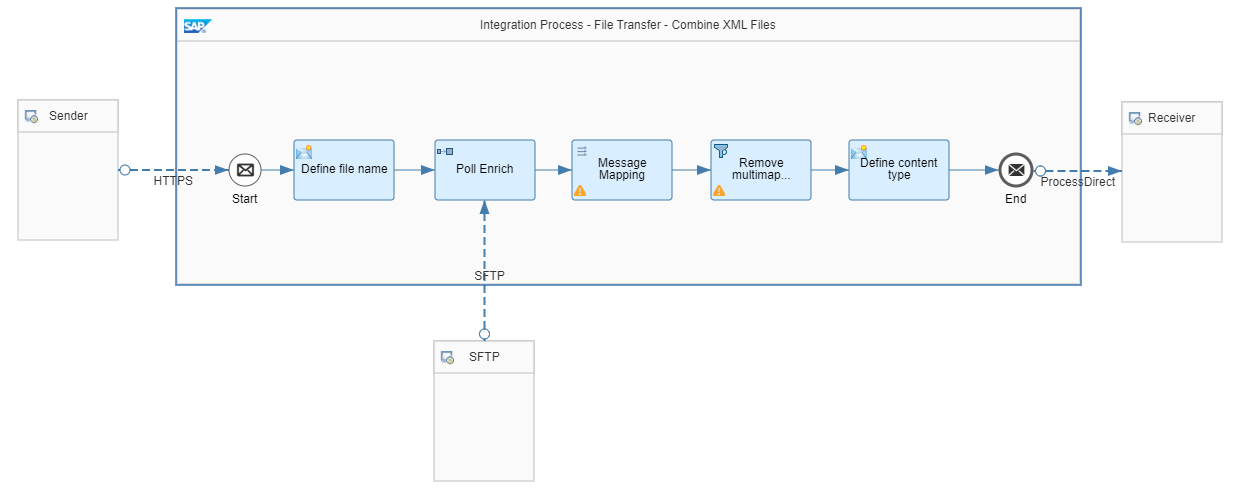 SAP
Integration Process - File Transfer - Combine XML Files
Sender
Receiver
HTTPS
Start
Define file name
Poll Enrich
Message
Mapping
Remove
multimap...
Define content
type
End
ProcessDirect
SFTP
SFTP